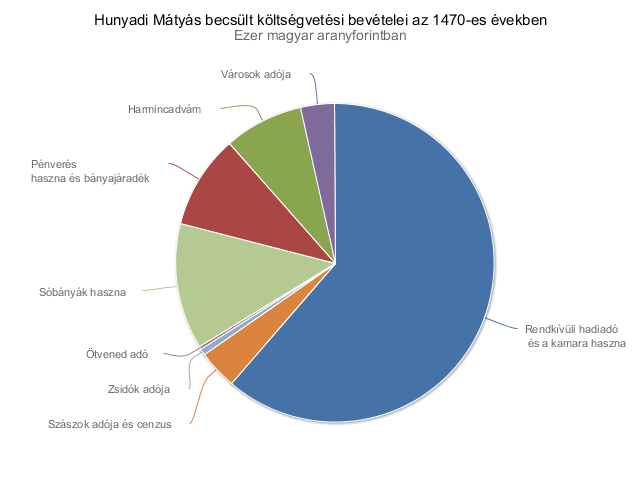 Hunyadi Mátyás becsült költségvetési bevételei az 1470-es években
Ezer magyar aranyforintban
Városok adója
Harmincadvám
Pénverés
haszna és bányajáradék
Sóbányák haszna
Ötvened adó
Zsidók adója
Szászok adója és cenzus
Rendkívüli hadiadó
és a kamara haszna